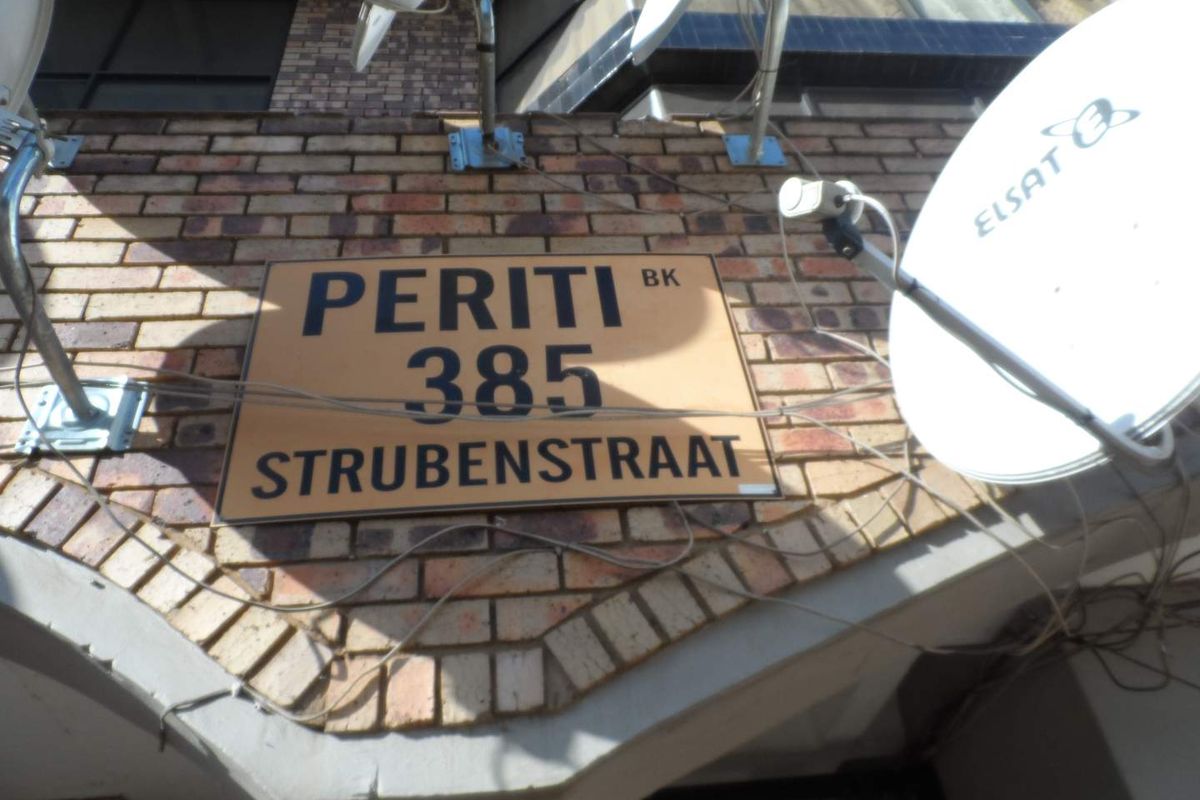 PERITI BK
385
STRUBENSTRAAT
ELSAT